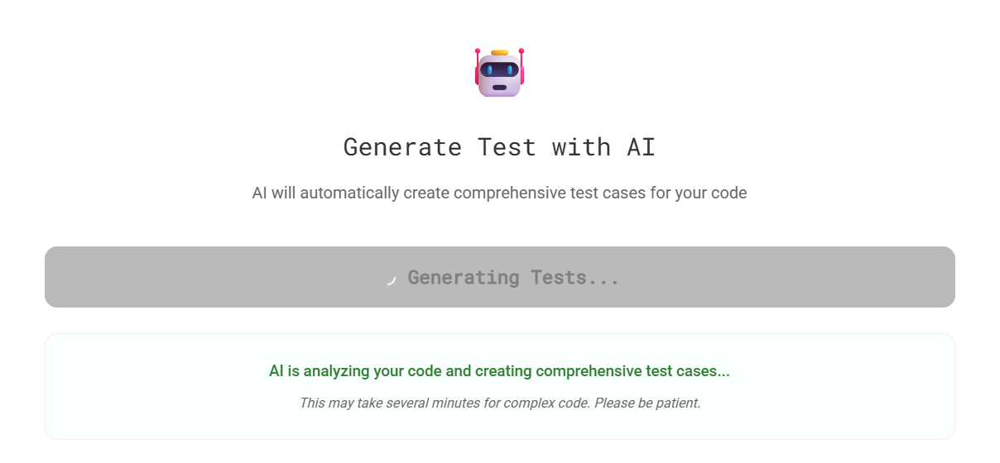 Generate Test with AI
AI will automatically create comprehensive test cases for your code
Generating Tests...
AI is analyzing your code and creating comprehensive test cases...
This may take several minutes for complex code. Please be patient.